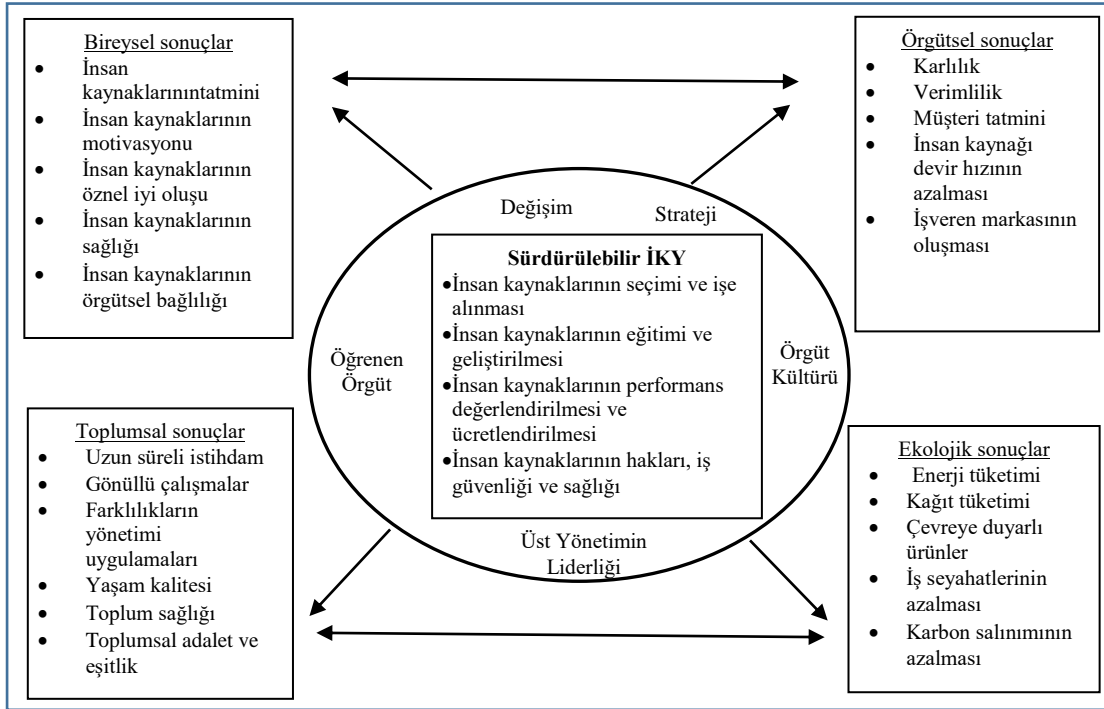 Bireysel sonuçlar
• İnsan
kaynaklarınıntatmini
• İnsan kaynaklarının
motivasyonu
• İnsan kaynaklarının
öznel iyi oluşu
• İnsan kaynaklarının
sağlığı
• İnsan kaynaklarının
örgütsel bağlılığı
Örgütsel sonuçlar
• Karlılık
• Verimlilik
• Müşteri tatmini
• İnsan kaynağı
devir hızının
azalması
• İşveren markasının
oluşması
Değişim
Strateji
Öğrenen
Örgüt
Sürdürülebilir İKY
•İnsan kaynaklarının seçimi ve işe
alınması
•İnsan kaynaklarının eğitimi ve
geliştirilmesi
•İnsan kaynaklarının performans
değerlendirilmesi ve
ücretlendirilmesi
•İnsan kaynaklarının hakları, iş
güvenliği ve sağlığı
Örgüt
Kültürü
Üst Yönetimin
Liderliği
Toplumsal sonuçlar
• Uzun süreli istihdam
• Gönüllü çalışmalar
• Farklılıkların
yönetimi
uygulamaları
• Yaşam kalitesi
• Toplum sağlığı
• Toplumsal adalet ve
eşitlik
Ekolojik sonuçlar
• Enerji tüketimi
• Kağıt tüketimi
• Çevreye duyarlı
ürünler
• İş seyahatlerinin
azalması
• Karbon salınımının
azalması